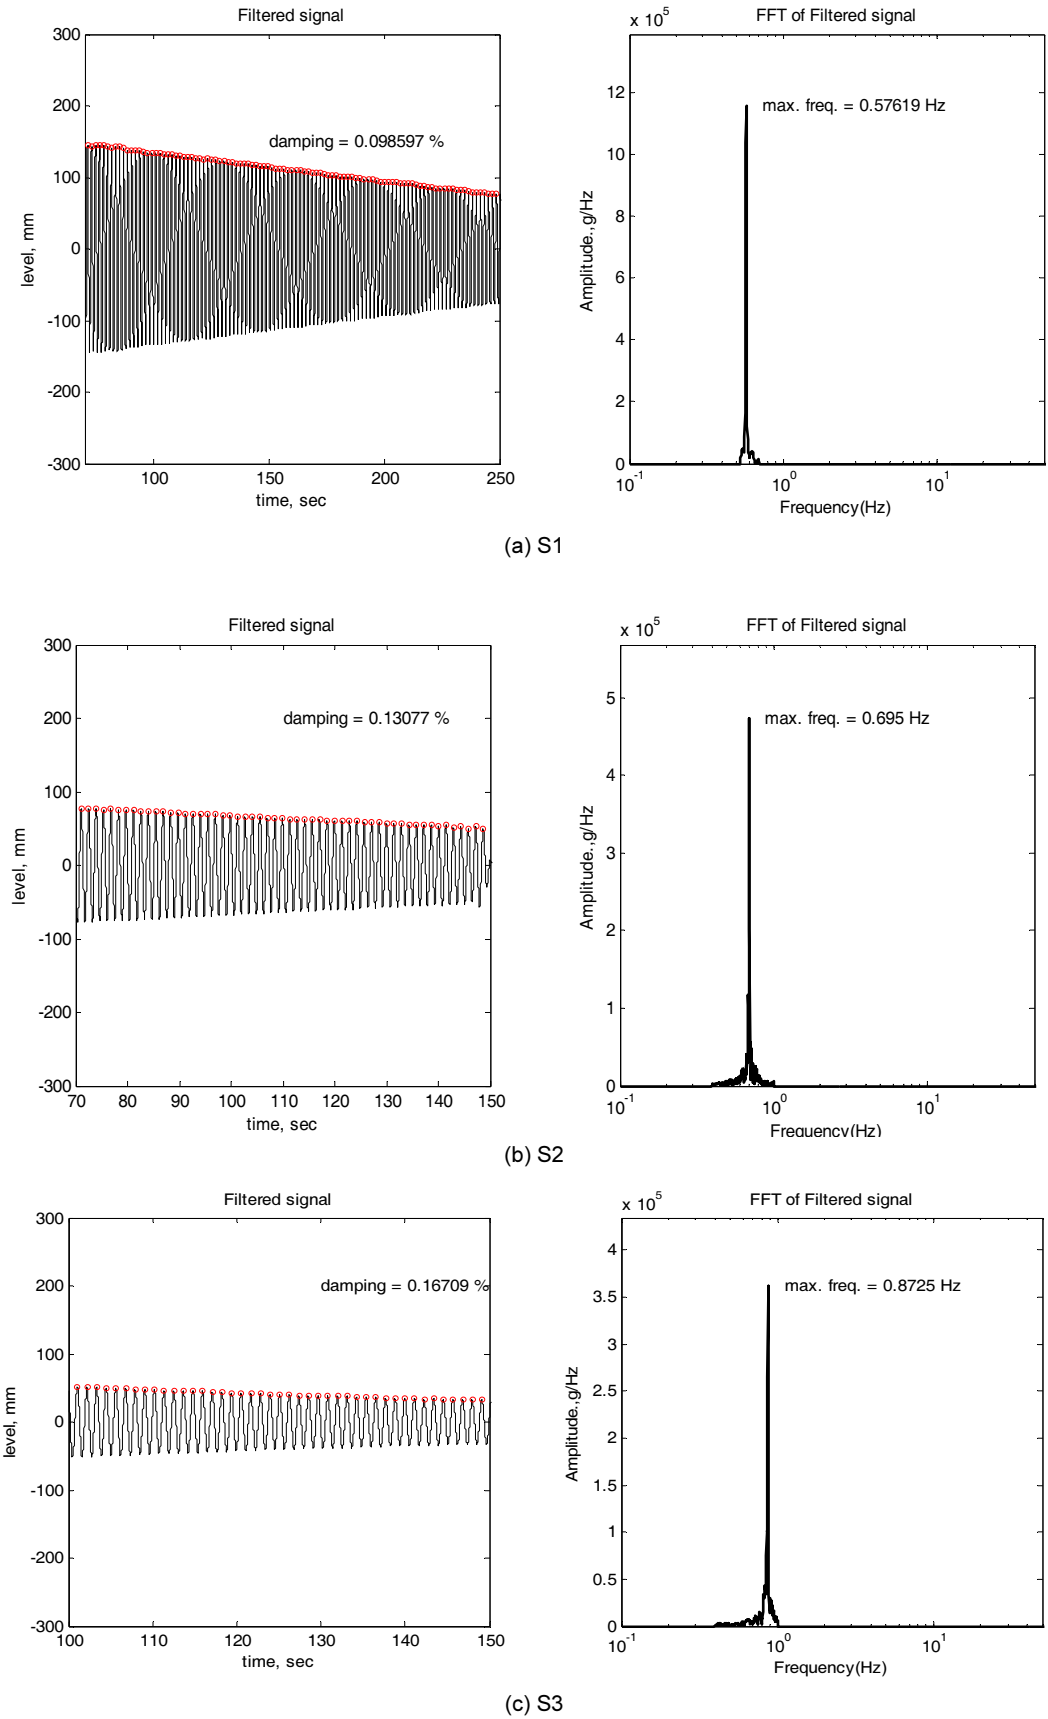 Filtered signal
300
200
100
0
-100
-200
-300
level, mm
damping = 0.098597 %
100
150
200
250
time, sec
x 10^5
FFT of Filtered signal
12
10
8
6
4
2
0
Amplitude.,g/Hz
max. freq. = 0.57619 Hz
10^-1
10^0
10^1
Frequency(Hz)
(a) S1
Filtered signal
300
200
100
0
-100
-200
-300
level, mm
damping = 0.13077 %
70
80
90
100
110
120
130
140
150
time, sec
x 10^5
FFT of Filtered signal
5
4
3
2
1
0
Amplitude.,g/Hz
max. freq. = 0.695 Hz
10^-1
10^0
10^1
Frequency(Hz)
(b) S2
Filtered signal
300
200
100
0
-100
-200
-300
level, mm
damping = 0.16709 %
100
110
120
130
140
150
time, sec
x 10^5
FFT of Filtered signal
4
3.5
3
2.5
2
1.5
1
0.5
0
Amplitude.,g/Hz
max. freq. = 0.8725 Hz
10^-1
10^0
10^1
Frequency(Hz)
(c) S3